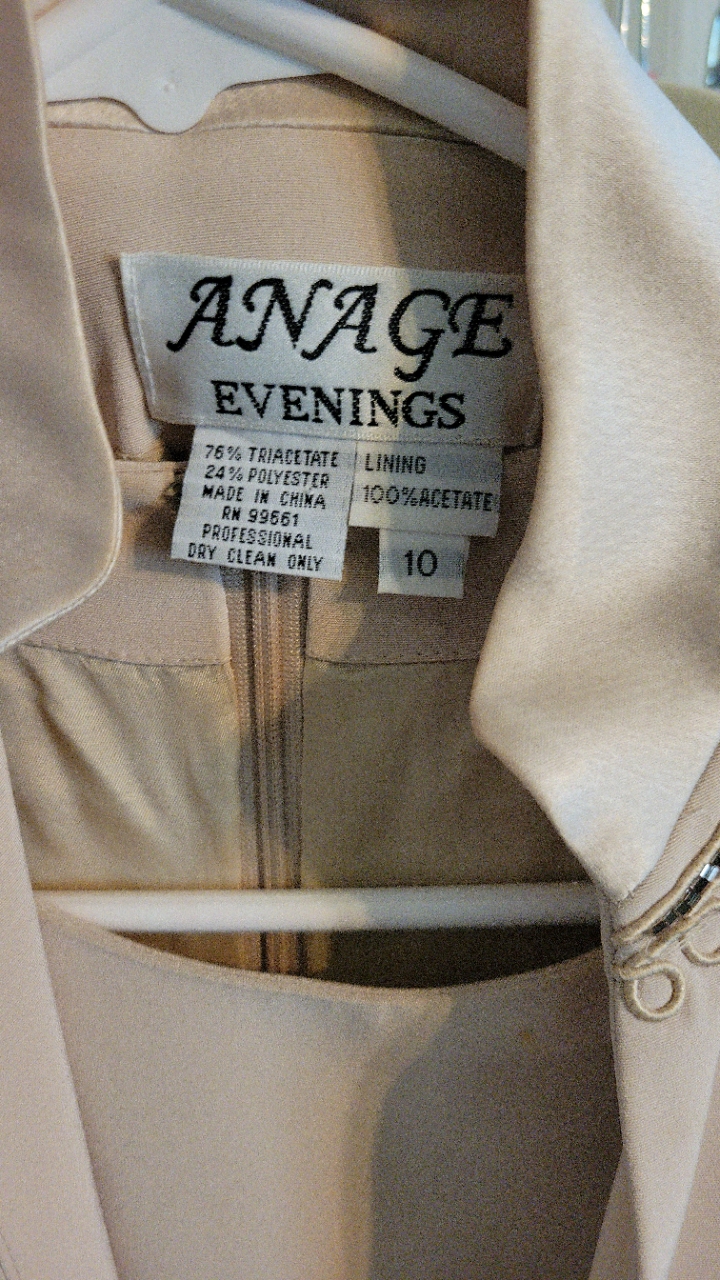 ANAGE
EVENINGS
76% TRIACETATE
24% POLYESTER
MADE IN CHINA
RN 99661
PROFESSIONAL
DRY CLEAN ONLY
LINING
100%ACETATE
10